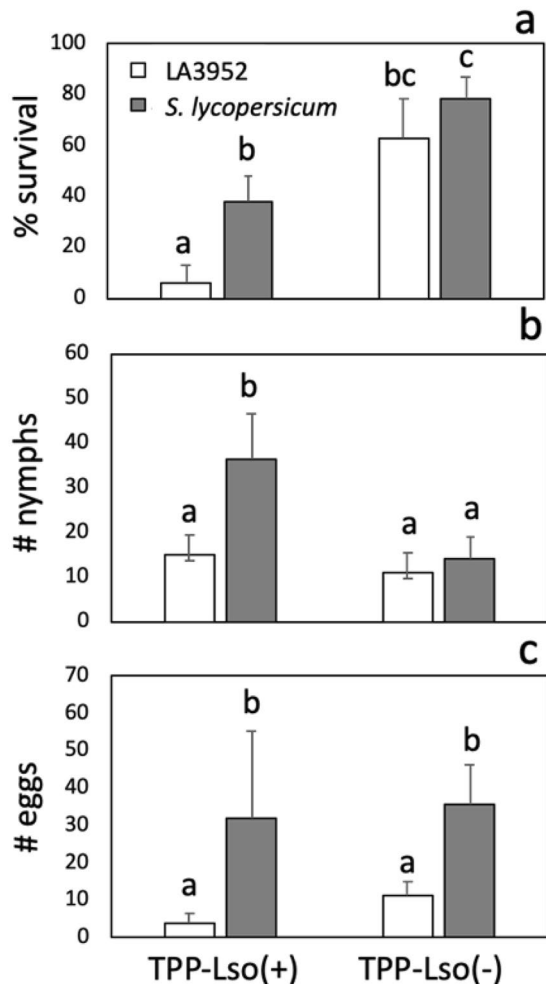 a
100
80
60
40
20
0
% survival
LA3952
S. lycopersicum
a
b
bc
c
b
60
50
40
30
20
10
0
# nymphs
a
b
a
a
c
70
60
50
40
30
20
10
0
# eggs
a
b
a
b
TPP-Lso(+) TPP-Lso(-)